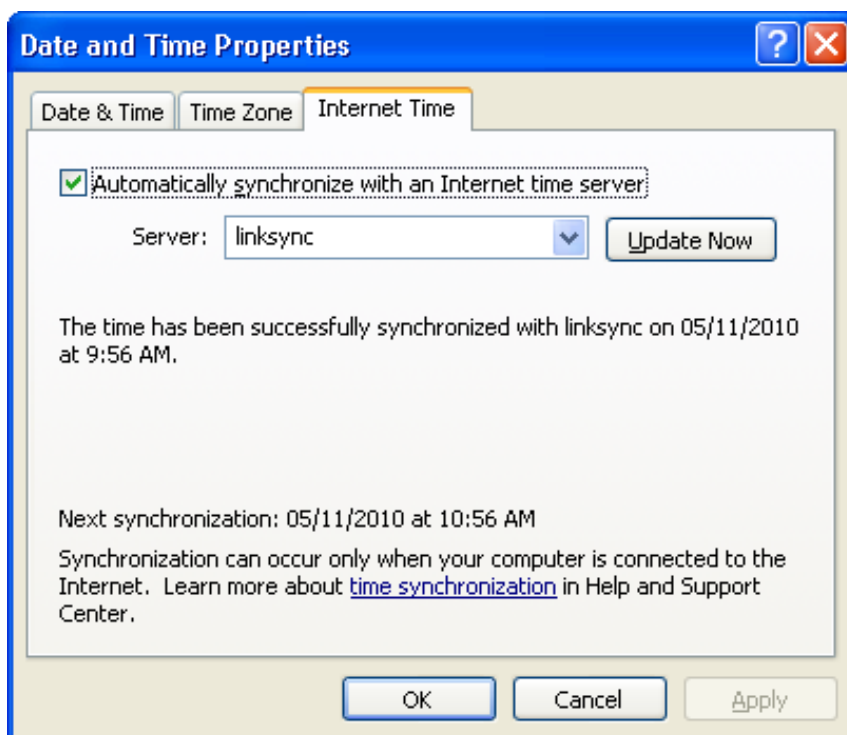 Date and Time Properties
Date & Time
Time Zone
Internet Time
Automatically synchronize with an Internet time server
Server:
linksync
Update Now
The time has been successfully synchronized with linksync on 05/11/2010
at 9:56 AM.
Next synchronization: 05/11/2010 at 10:56 AM
Synchronization can occur only when your computer is connected to the
Internet.  Learn more about time synchronization in Help and Support
Center.
OK
Cancel
Apply